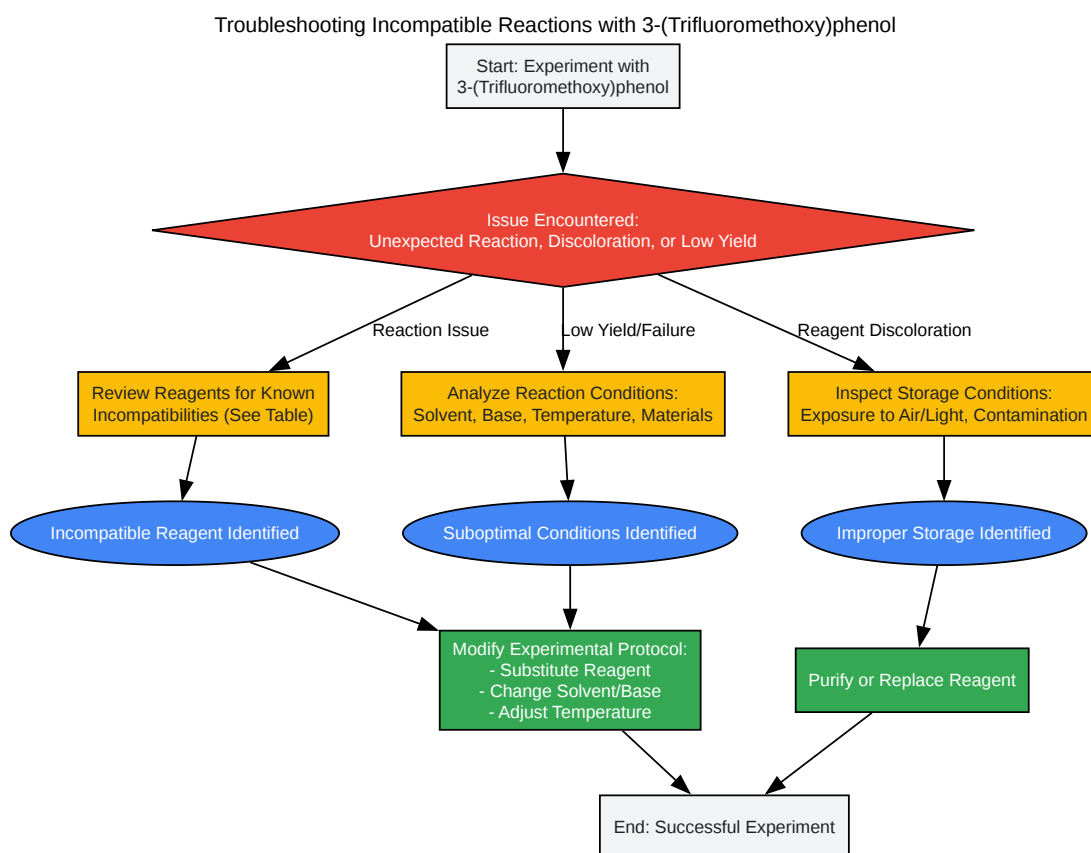 Troubleshooting Incompatible Reactions with 3-(Trifluoromethoxy)phenol
Start: Experiment with
3-(Trifluoromethoxy)phenol
Issue Encountered:
Unexpected Reaction, Discoloration, or Low Yield
Reaction Issue
Low Yield/Failure
Reagent Discoloration
Review Reagents for Known
Incompatibilities (See Table)
Analyze Reaction Conditions:
Solvent, Base, Temperature, Materials
Inspect Storage Conditions:
Exposure to Air/Light, Contamination
Incompatible Reagent Identified
Suboptimal Conditions Identified
Improper Storage Identified
Modify Experimental Protocol:
- Substitute Reagent
- Change Solvent/Base
- Adjust Temperature
Purify or Replace Reagent
End: Successful Experiment